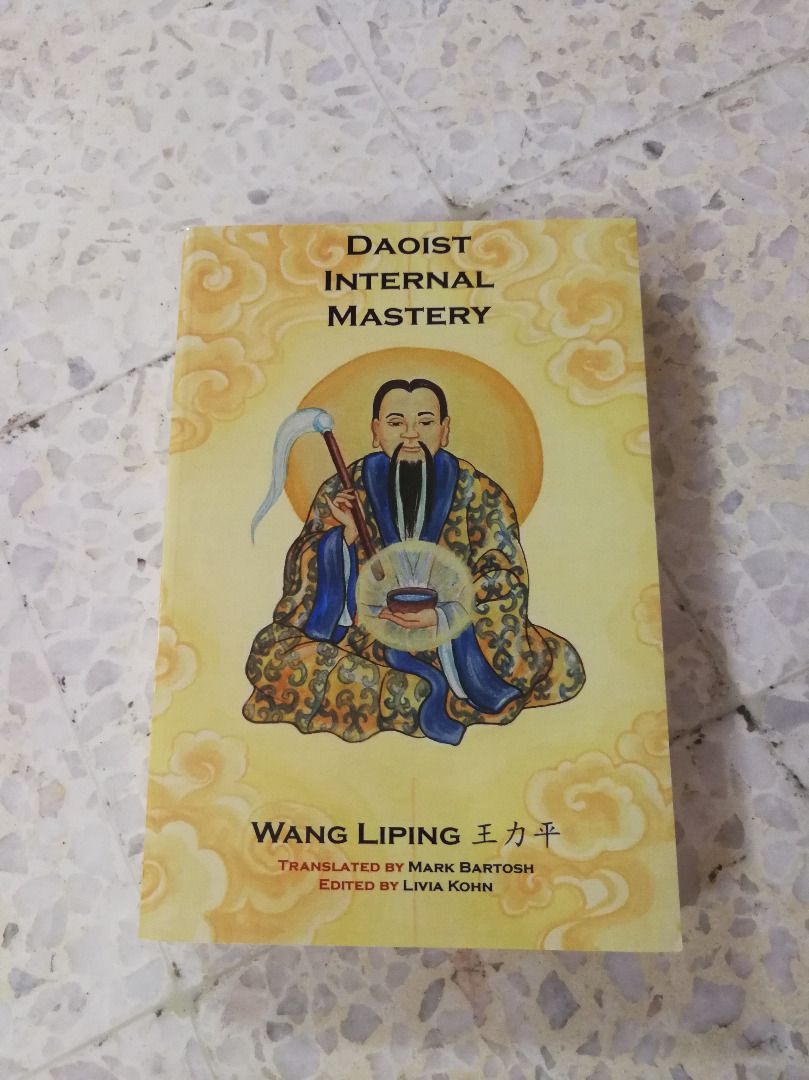 DAOIST
INTERNAL
MASTERY
WANG LIPING 王力平
TRANSLATED BY MARK BARTOSH
EDITED BY LIVIA KOHN